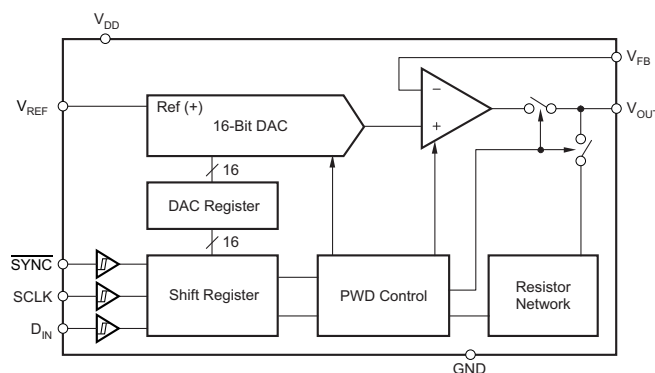 VDD
VFB
VREF
Ref (+)
16-Bit DAC
−
+
VOUT
16
DAC Register
16
SYNC
SCLK
DIN
Shift Register
PWD Control
Resistor
Network
GND